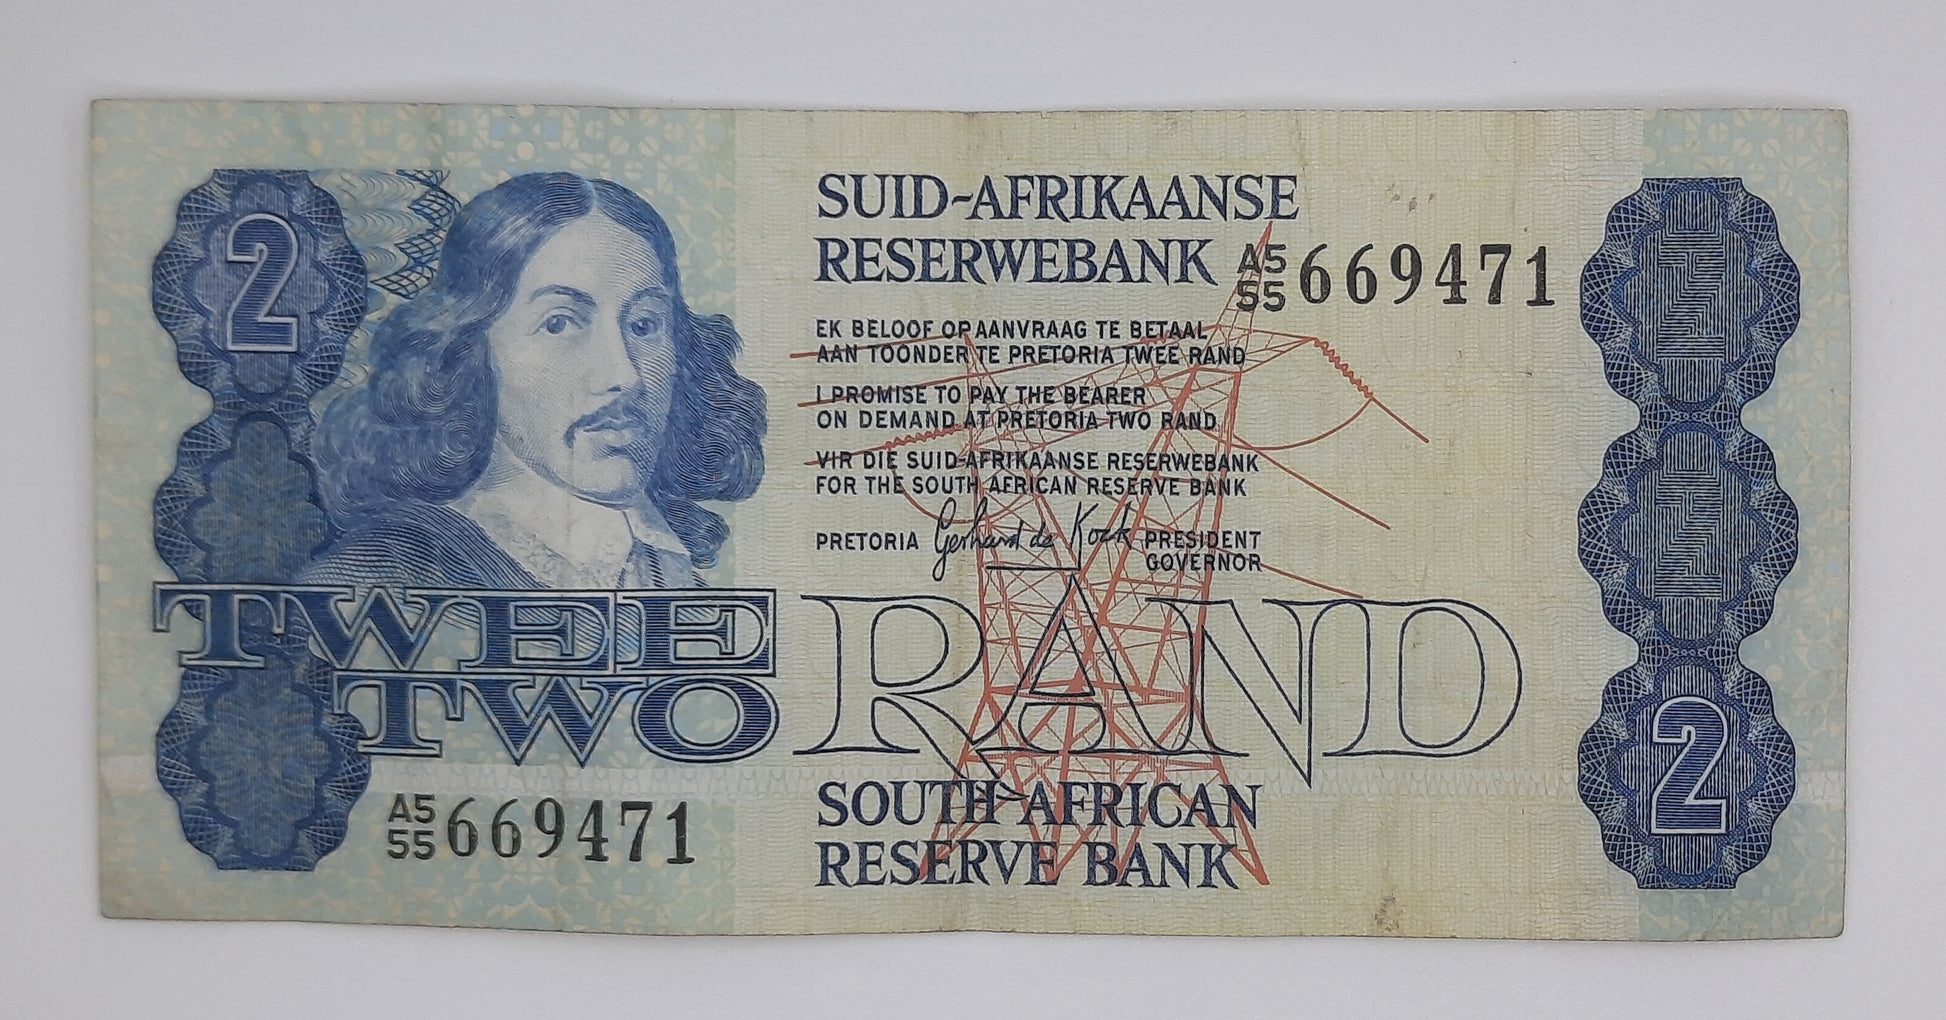 2
SUID-AFRIKAANSE
RESERWEBANK
A5
55 669471
EK BELOOF OP AANVRAAG TE BETAAL
AAN TOONDER TE PRETORIA TWEE RAND
I PROMISE TO PAY THE BEARER
ON DEMAND AT PRETORIA TWO RAND
VIR DIE SUID-AFRIKAANSE RESERWEBANK
FOR THE SOUTH AFRICAN RESERVE BANK
PRETORIA Gerhard de Kock PRESIDENT
GOVERNOR
TWEE
TWO
RAND
A5
55 669471
SOUTH AFRICAN
RESERVE BANK
2